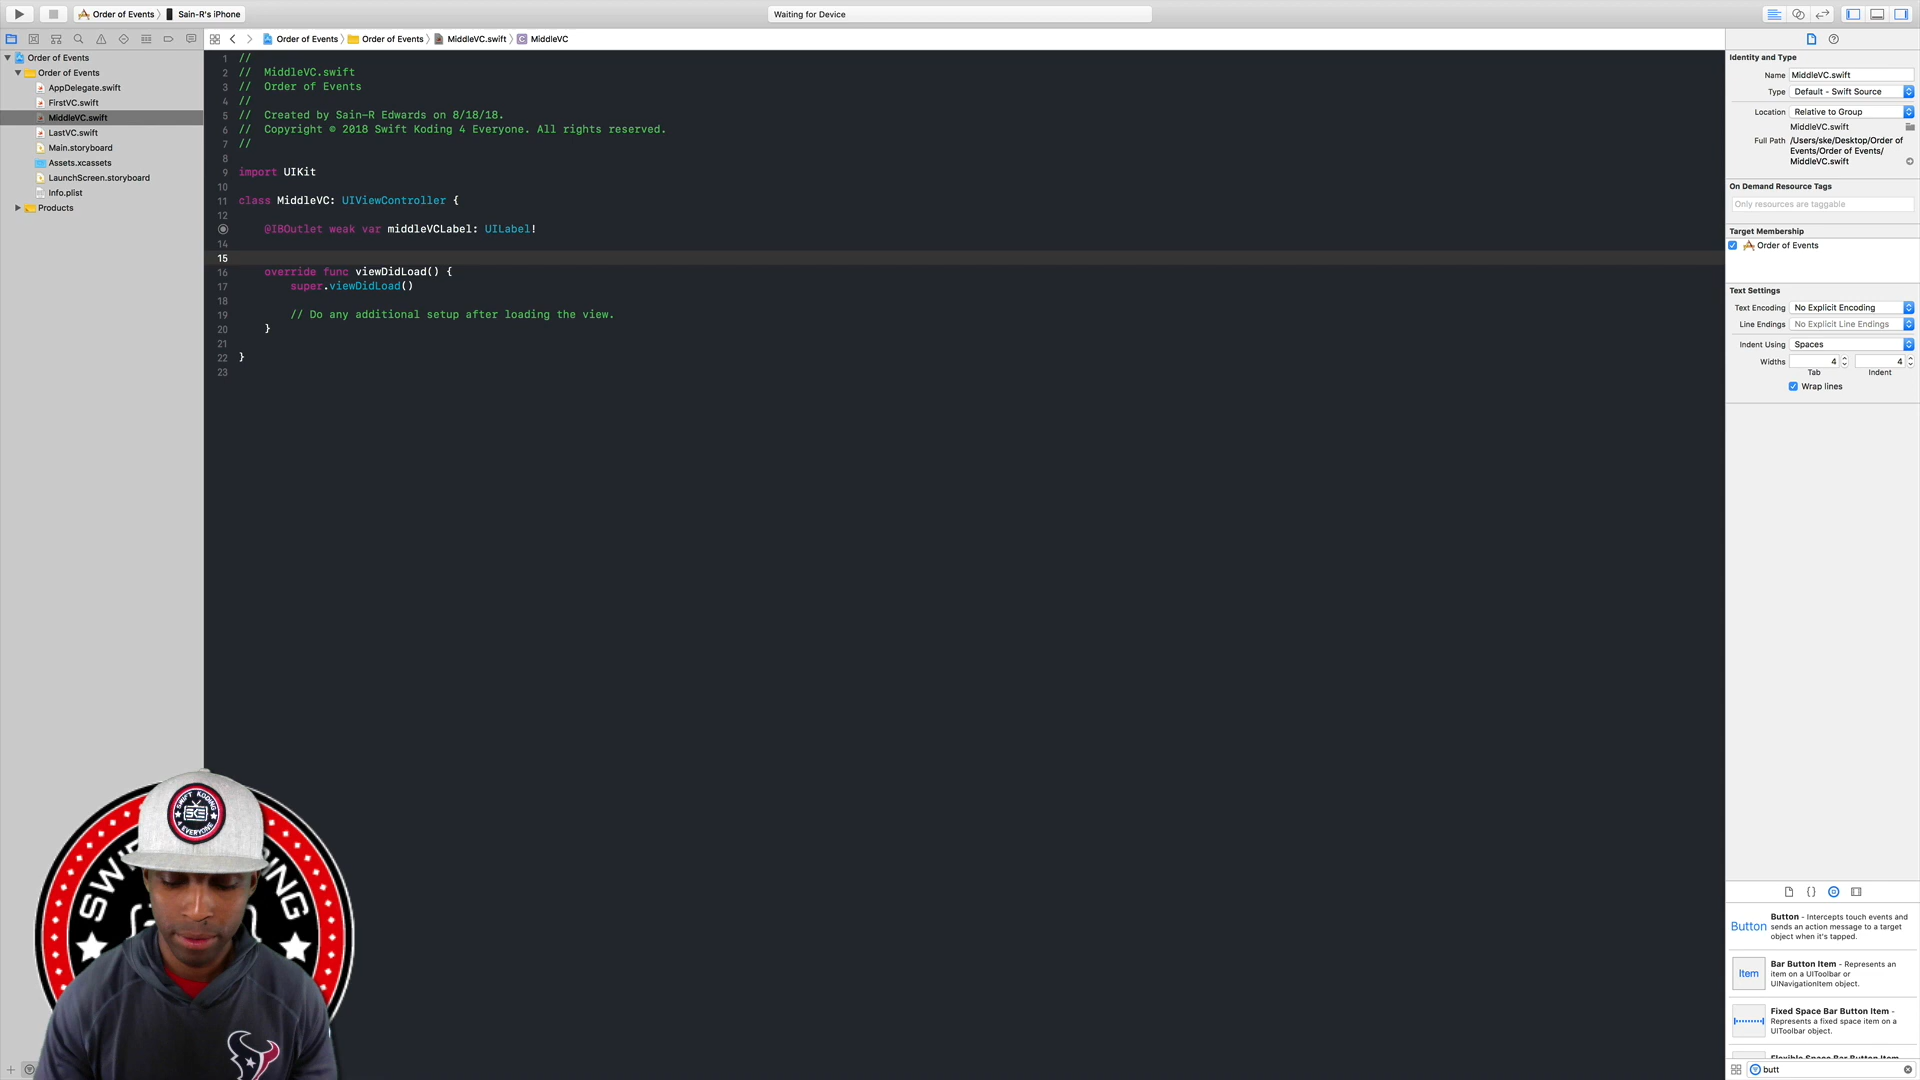 Order of Events 〉 Sain-R's iPhone
Waiting for Device
Order of Events 〉 Order of Events 〉 MiddleVC.swift 〉 C MiddleVC
Order of Events
Order of Events
AppDelegate.swift
FirstVC.swift
MiddleVC.swift
LastVC.swift
Main.storyboard
Assets.xcassets
LaunchScreen.storyboard
Info.plist
Products
1 //
2 //  MiddleVC.swift
3 //  Order of Events
4 //
5 //  Created by Sain-R Edwards on 8/18/18.
6 //  Copyright © 2018 Swift Koding 4 Everyone. All rights reserved.
7 //
8
9 import UIKit
10
11 class MiddleVC: UIViewController {
12
@IBOutlet weak var middleVCLabel: UILabel!
14
15
16 override func viewDidLoad() {
17 super.viewDidLoad()
18
19 // Do any additional setup after loading the view.
20 }
21
22 }
23
Identity and Type
Name MiddleVC.swift
Type Default - Swift Source
Location Relative to Group
MiddleVC.swift
Full Path /Users/ske/Desktop/Order of
Events/Order of Events/
MiddleVC.swift
On Demand Resource Tags
Only resources are taggable
Target Membership
Order of Events
Text Settings
Text Encoding No Explicit Encoding
Line Endings No Explicit Line Endings
Indent Using Spaces
Widths 4 4
Tab Indent
Wrap lines
Button
Button - Intercepts touch events and
sends an action message to a target
object when it's tapped.
Item
Bar Button Item - Represents an
item on a UIToolbar or
UINavigationItem object.
Fixed Space Bar Button Item -
Represents a fixed space item on a
UIToolbar object.
Flexible Space Bar Button Item
butt
SWIFT KODING
SKE
4 EVERYONE